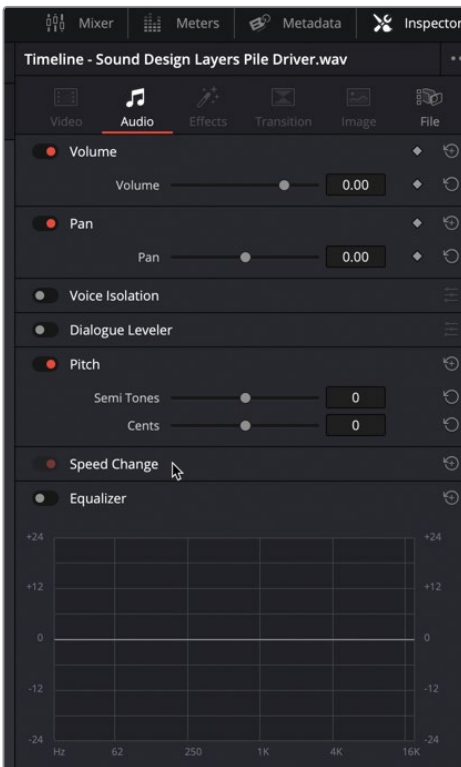 Mixer Meters Metadata Inspector
Timeline - Sound Design Layers Pile Driver.wav
Video Audio Effects Transition Image File
Volume
Volume 0.00
Pan
Pan 0.00
Voice Isolation
Dialogue Leveler
Pitch
Semi Tones 0
Cents 0
Speed Change
Equalizer
+24 +24
+12 +12
0 0
-12 -12
-24 -24
Hz 62 250 1K 4K 16K